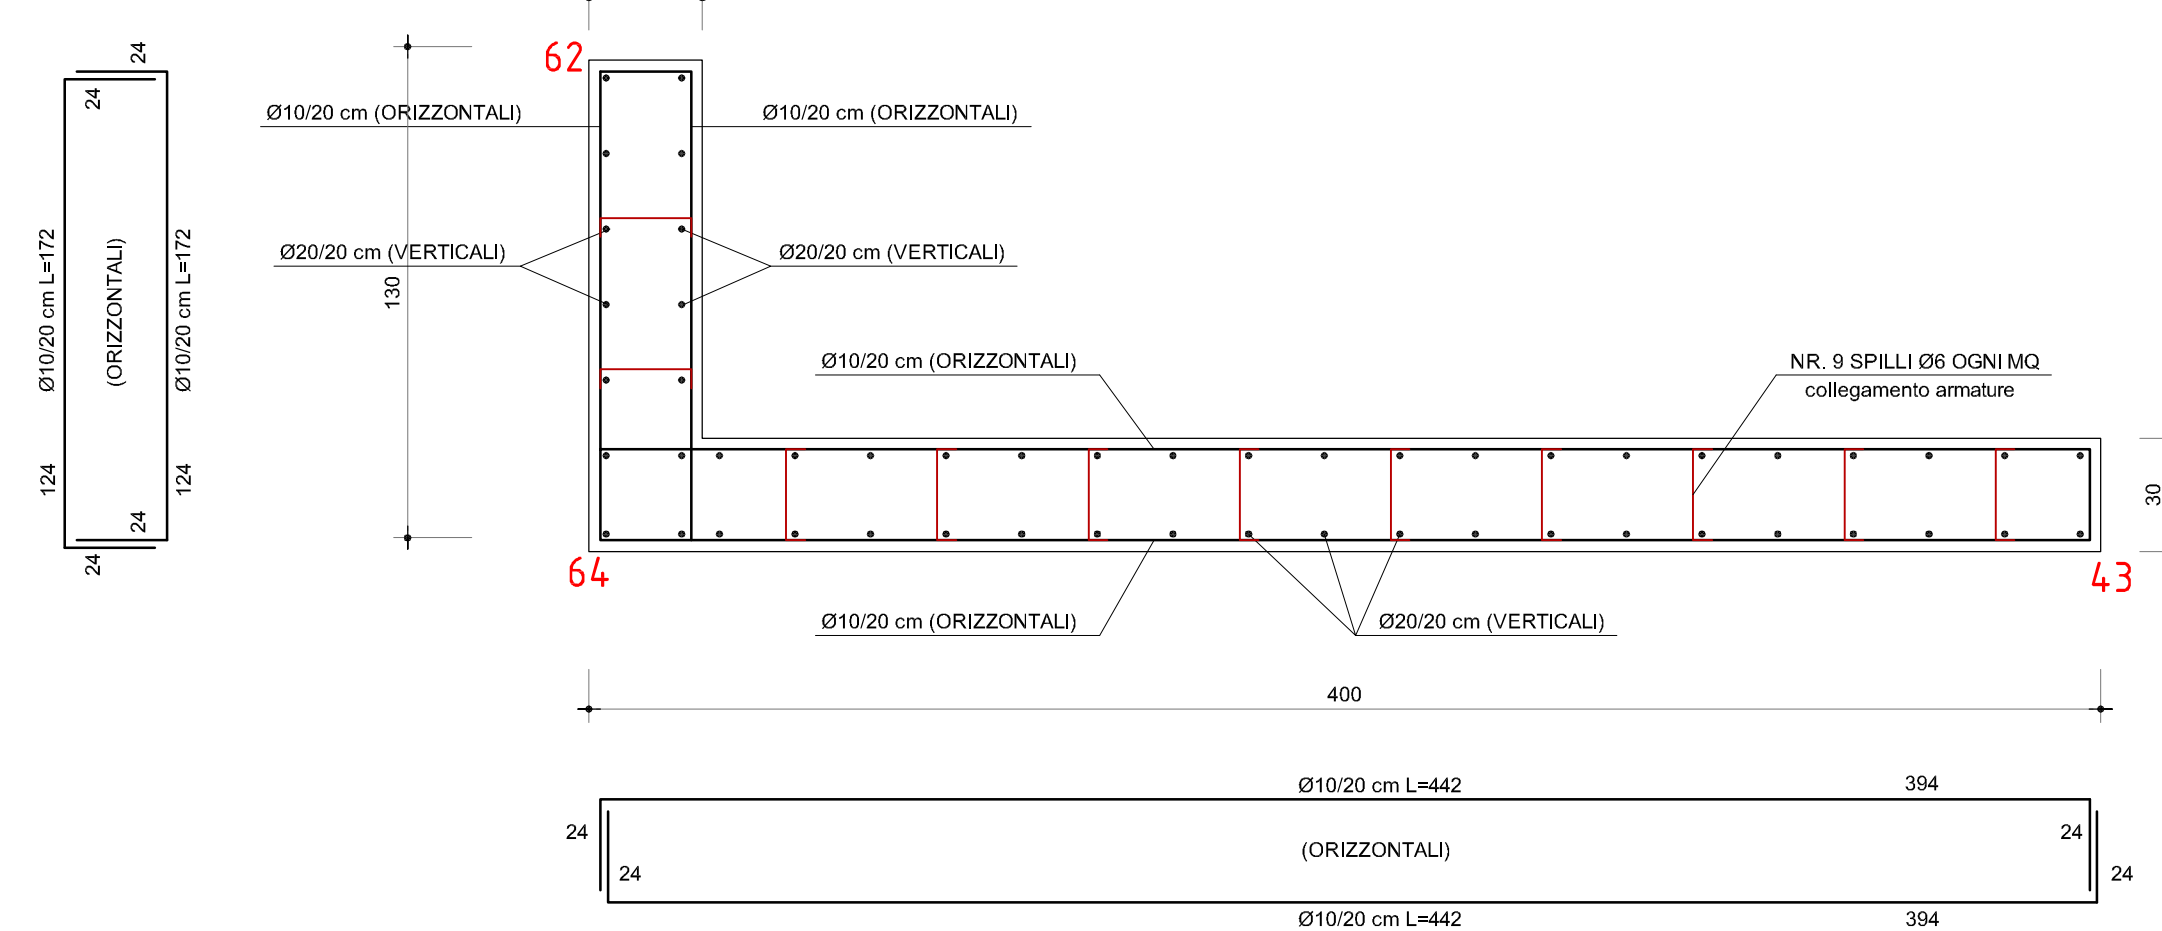 62
24
24
Ø10/20 cm (ORIZZONTALI)
Ø10/20 cm (ORIZZONTALI)
Ø10/20 cm L=172
(ORIZZONTALI)
Ø10/20 cm L=172
Ø20/20 cm (VERTICALI)
Ø20/20 cm (VERTICALI)
130
Ø10/20 cm (ORIZZONTALI)
NR. 9 SPILLI Ø6 OGNI MQ
collegamento armature
124
124
30
24
24
64
43
Ø10/20 cm (ORIZZONTALI)
Ø20/20 cm (VERTICALI)
400
Ø10/20 cm L=442
394
24
24
(ORIZZONTALI)
24
24
Ø10/20 cm L=442
394